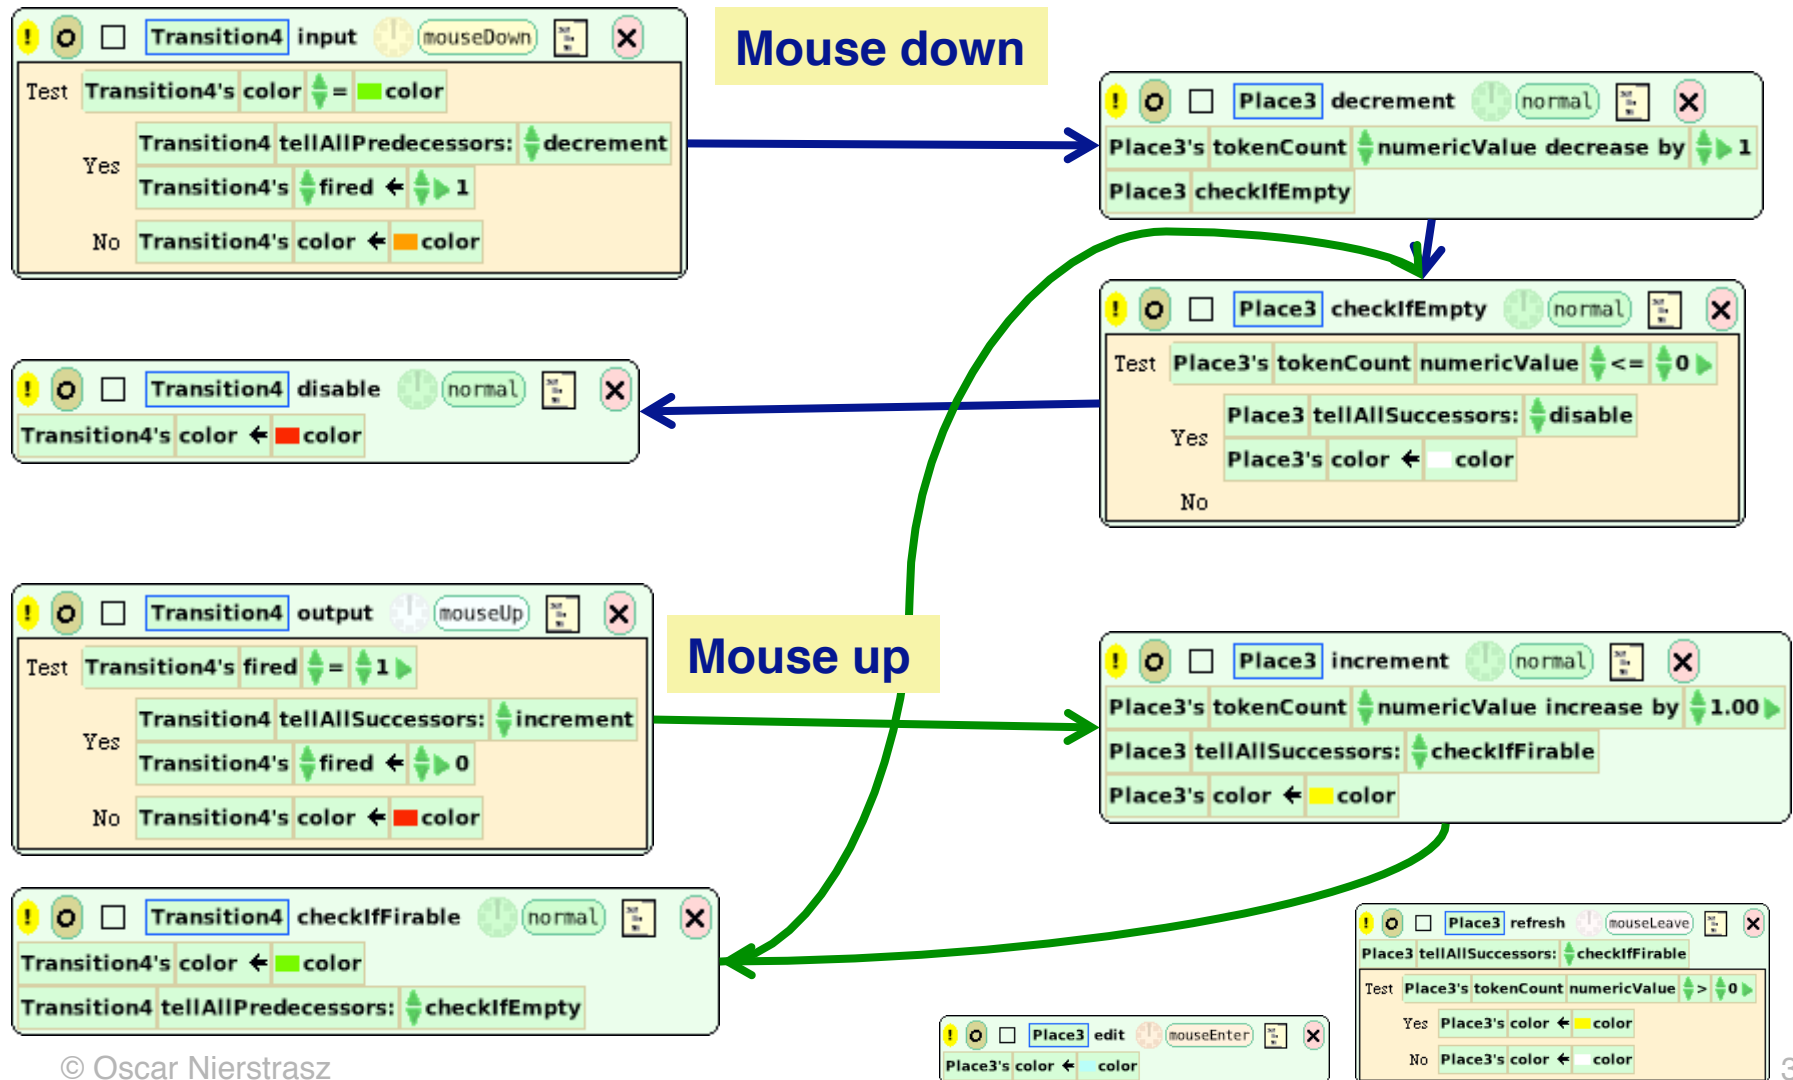 ! O Transition4 input mouseDown
Test Transition4's color = color
Yes
Transition4 tellAllPredecessors: decrement
Transition4's fired ← 1
No Transition4's color ← color
Mouse down
! O Place3 decrement normal
Place3's tokenCount numericValue decrease by 1
Place3 checkIfEmpty
! O Place3 checkIfEmpty normal
Test Place3's tokenCount numericValue <= 0
Yes
Place3 tellAllSuccessors: disable
Place3's color ← color
No
! O Transition4 disable normal
Transition4's color ← color
! O Transition4 output mouseUp
Test Transition4's fired = 1
Yes
Transition4 tellAllSuccessors: increment
Transition4's fired ← 0
No Transition4's color ← color
Mouse up
! O Place3 increment normal
Place3's tokenCount numericValue increase by 1.00
Place3 tellAllSuccessors: checkIfFirable
Place3's color ← color
! O Transition4 checkIfFirable normal
Transition4's color ← color
Transition4 tellAllPredecessors: checkIfEmpty
! O Place3 refresh mouseLeave
Place3 tellAllSuccessors: checkIfFirable
Test Place3's tokenCount numericValue > 0
Yes Place3's color ← color
No Place3's color ← color
! O Place3 edit mouseEnter
Place3's color ← color
© Oscar Nierstrasz